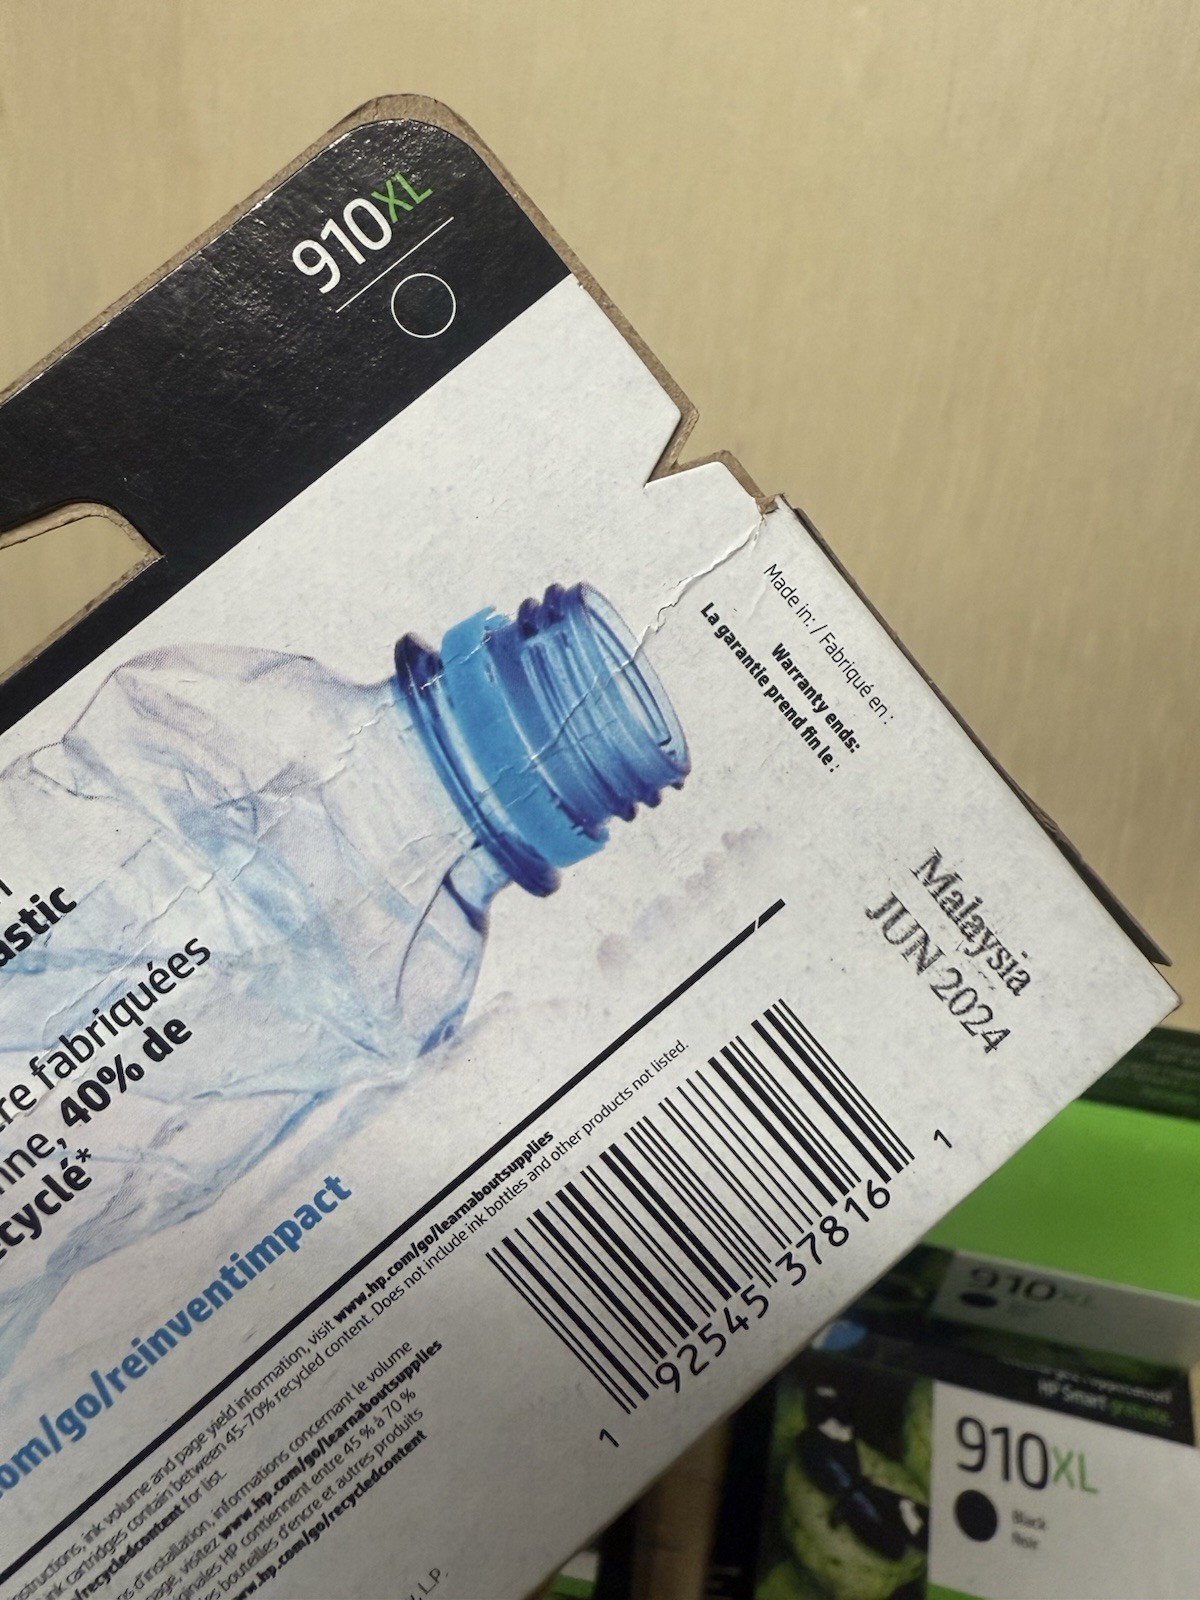 910XL
Made in: / Fabriqué en :
Warranty ends:
La garantie prend fin le :
Malaysia
JUN 2024
astic
re fabriquées
40% de
ecyclé*
om/go/reinventimpact
ink volume and page yield information, visit www.hp.com/go/learnaboutsupplies
ink cartridges contain between 45-70% recycled content. Does not include ink bottles and other products not listed.
/recycledcontent for list.
d'installation, informations concernant le volume
page, visitez www.hp.com/go/learnaboutsupplies
HP contiennent entre 45 % à 70 %
les bouteilles d'encre et autres produits
www.hp.com/go/recycledcontent
L.P.
1 92545 37816 1
910XL
HP Smart gratuite.
910XL
Black
Noir